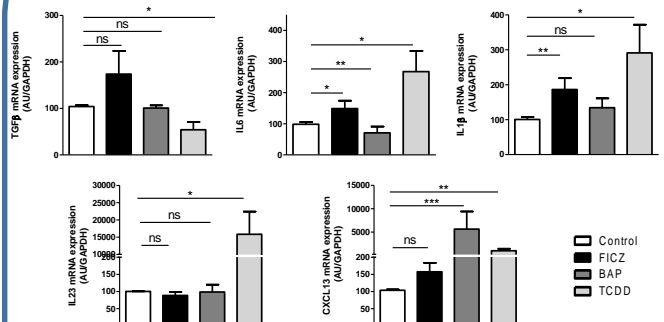 TGFβ mRNA expression
(AU/GAPDH)
300
200
100
0
*
ns
ns
IL6 mRNA expression
(AU/GAPDH)
400
300
200
100
0
*
**
*
IL1β mRNA expression
(AU/GAPDH)
400
300
200
100
0
*
ns
**
IL23 mRNA expression
(AU/GAPDH)
30000
25000
20000
15000
10000
200
150
100
50
*
ns
ns
CXCL13 mRNA expression
(AU/GAPDH)
15000
10000
5000
200
150
100
50
**
***
ns
Control
FICZ
BAP
TCDD